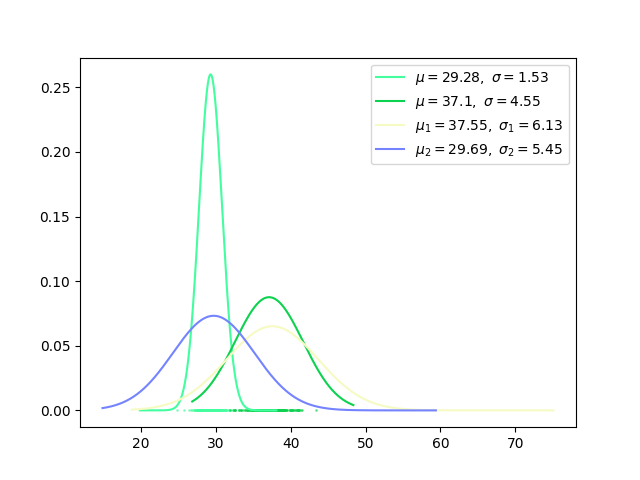 μ = 29.28, σ = 1.53
μ = 37.1, σ = 4.55
μ₁ = 37.55, σ₁ = 6.13
μ₂ = 29.69, σ₂ = 5.45
0.25
0.20
0.15
0.10
0.05
0.00
20 30 40 50 60 70